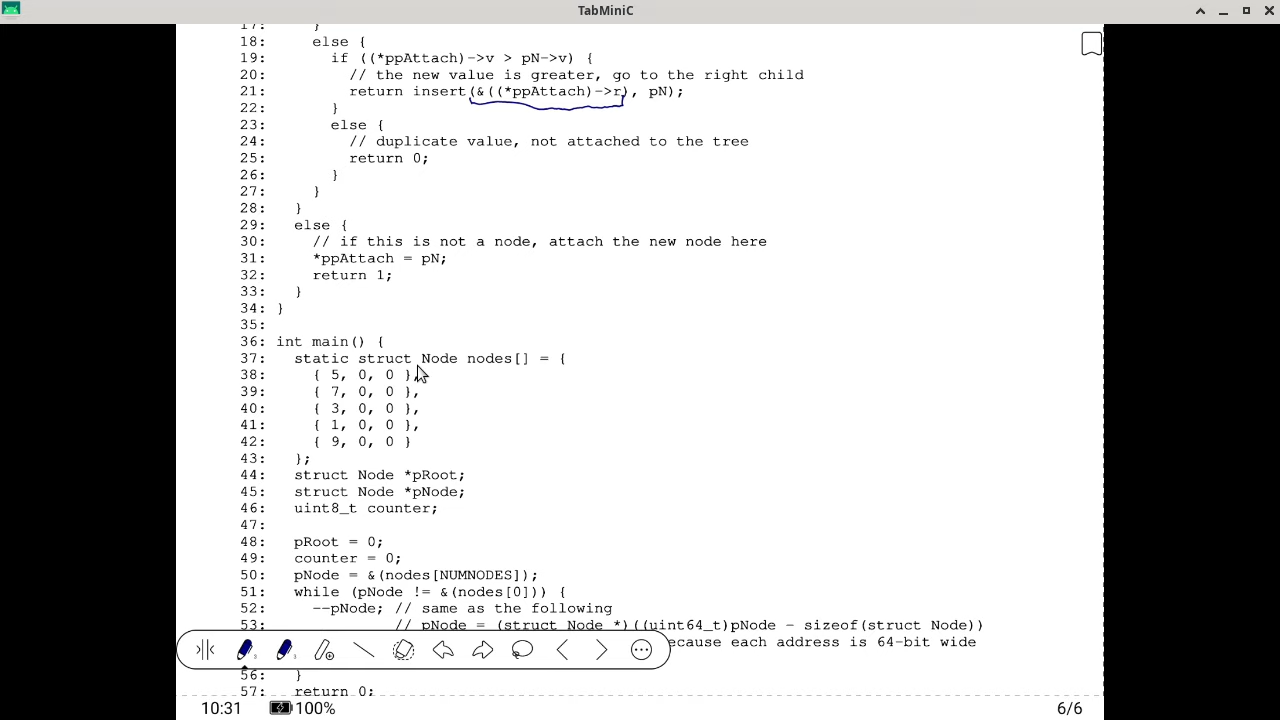 TabMiniC
17:     }
18:     else {
19:       if ((*ppAttach)->v > pN->v) {
20:         // the new value is greater, go to the right child
21:         return insert(&((*ppAttach)->r), pN);
22:       }
23:       else {
24:         // duplicate value, not attached to the tree
25:         return 0;
26:       }
27:     }
28:   }
29:   else {
30:     // if this is not a node, attach the new node here
31:     *ppAttach = pN;
32:     return 1;
33:   }
34: }
35:
36: int main() {
37:   static struct Node nodes[] = {
38:     { 5, 0, 0 },
39:     { 7, 0, 0 },
40:     { 3, 0, 0 },
41:     { 1, 0, 0 },
42:     { 9, 0, 0 }
43:   };
44:   struct Node *pRoot;
45:   struct Node *pNode;
46:   uint8_t counter;
47:
48:   pRoot = 0;
49:   counter = 0;
50:   pNode = &(nodes[NUMNODES]);
51:   while (pNode != &(nodes[0])) {
52:     --pNode; // same as the following
53:              // pNode = (struct Node *)((uint64_t)pNode - sizeof(struct Node))
because each address is 64-bit wide
56:   }
57:   return 0;
10:31 100% 6/6